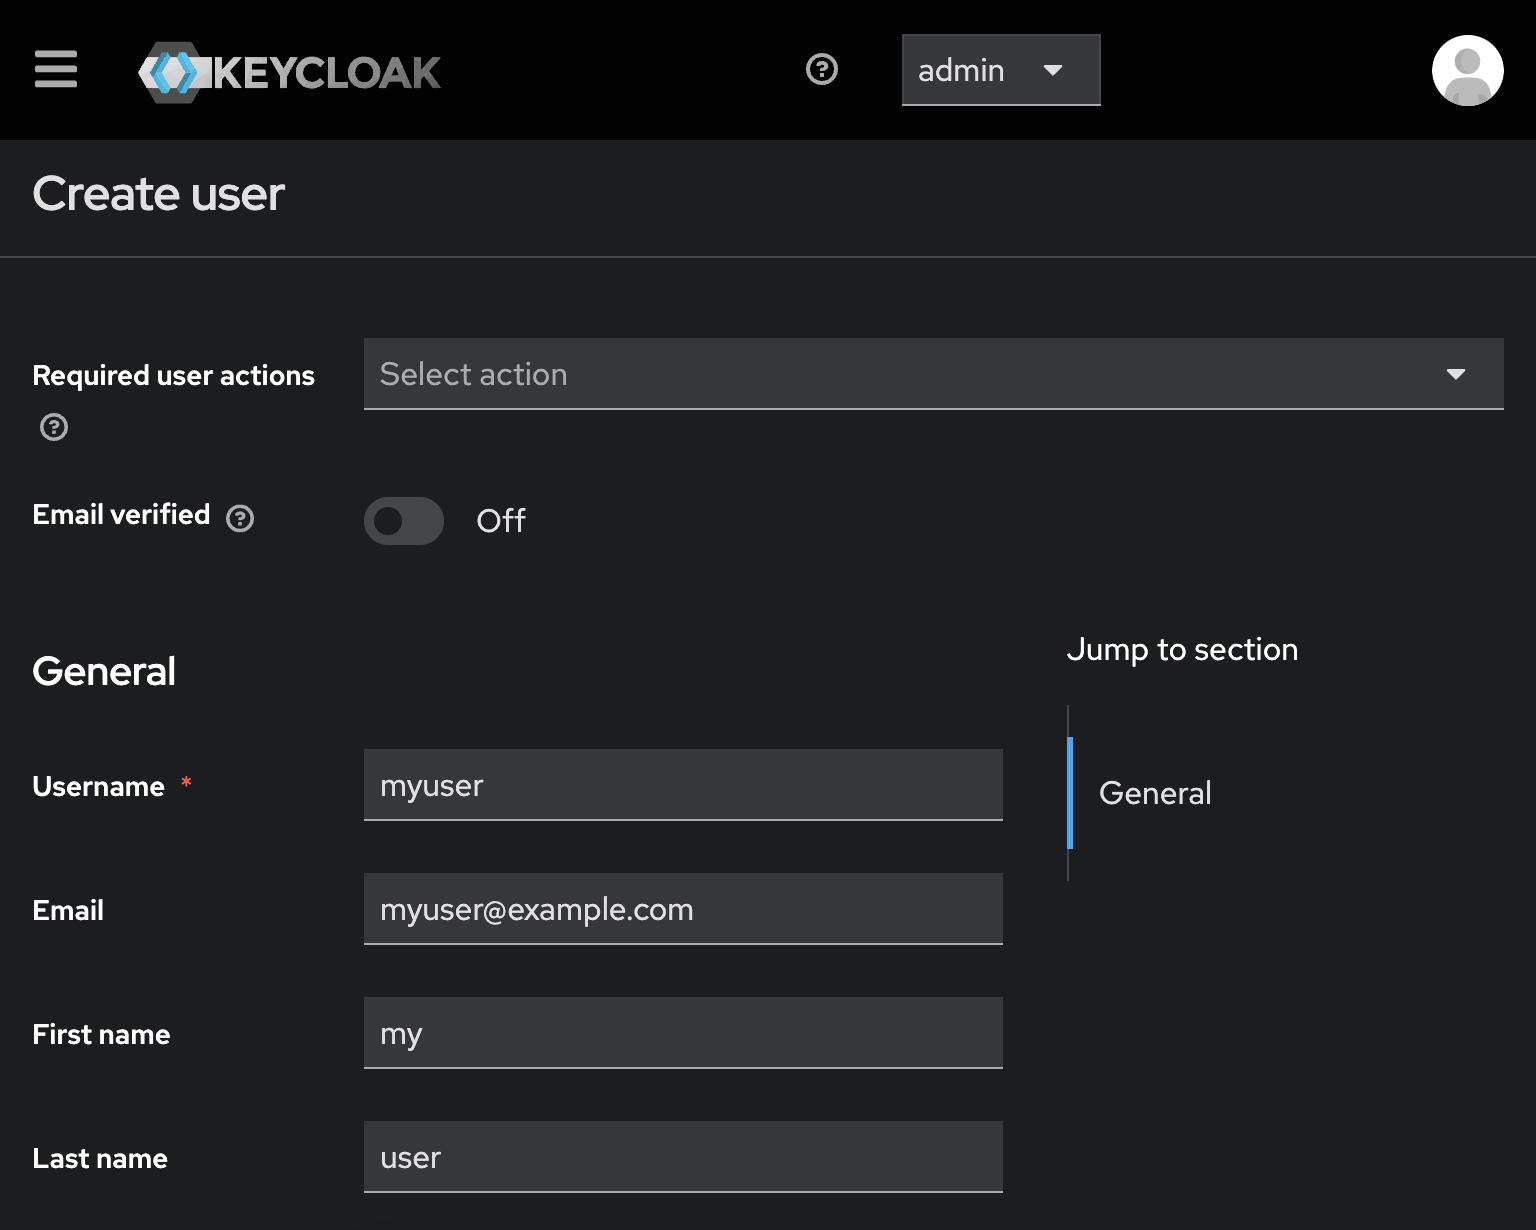 KEYCLOAK
admin
Create user
Required user actions
Select action
Email verified
Off
General
Jump to section
Username *
myuser
General
Email
myuser@example.com
First name
my
Last name
user